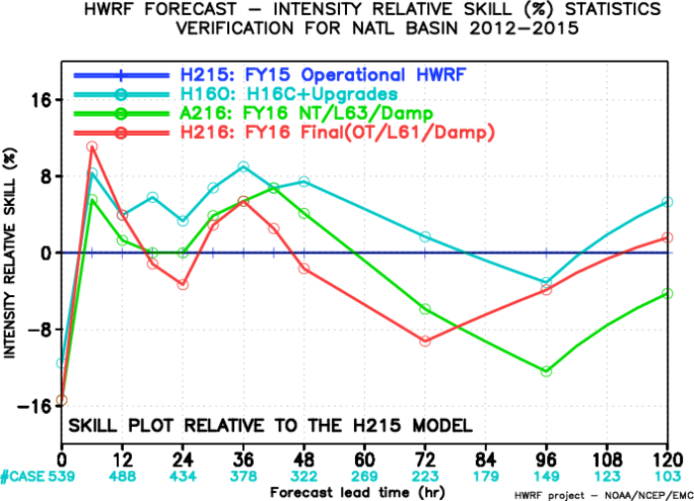 HWRF FORECAST – INTENSITY RELATIVE SKILL (%) STATISTICS
VERIFICATION FOR NATL BASIN 2012–2015
H215: FY15 Operational HWRF
H16O: H16C+Upgrades
A216: FY16 NT/L63/Damp
H216: FY16 Final(OT/L61/Damp)
INTENSITY RELATIVE SKILL (%)
16
8
0
–8
–16
SKILL PLOT RELATIVE TO THE H215 MODEL
0 12 24 36 48 60 72 84 96 108 120
#CASE 539 488 434 378 322 269 223 179 149 123 103
Forecast lead time (hr)
HWRF project – NOAA/NCEP/EMC